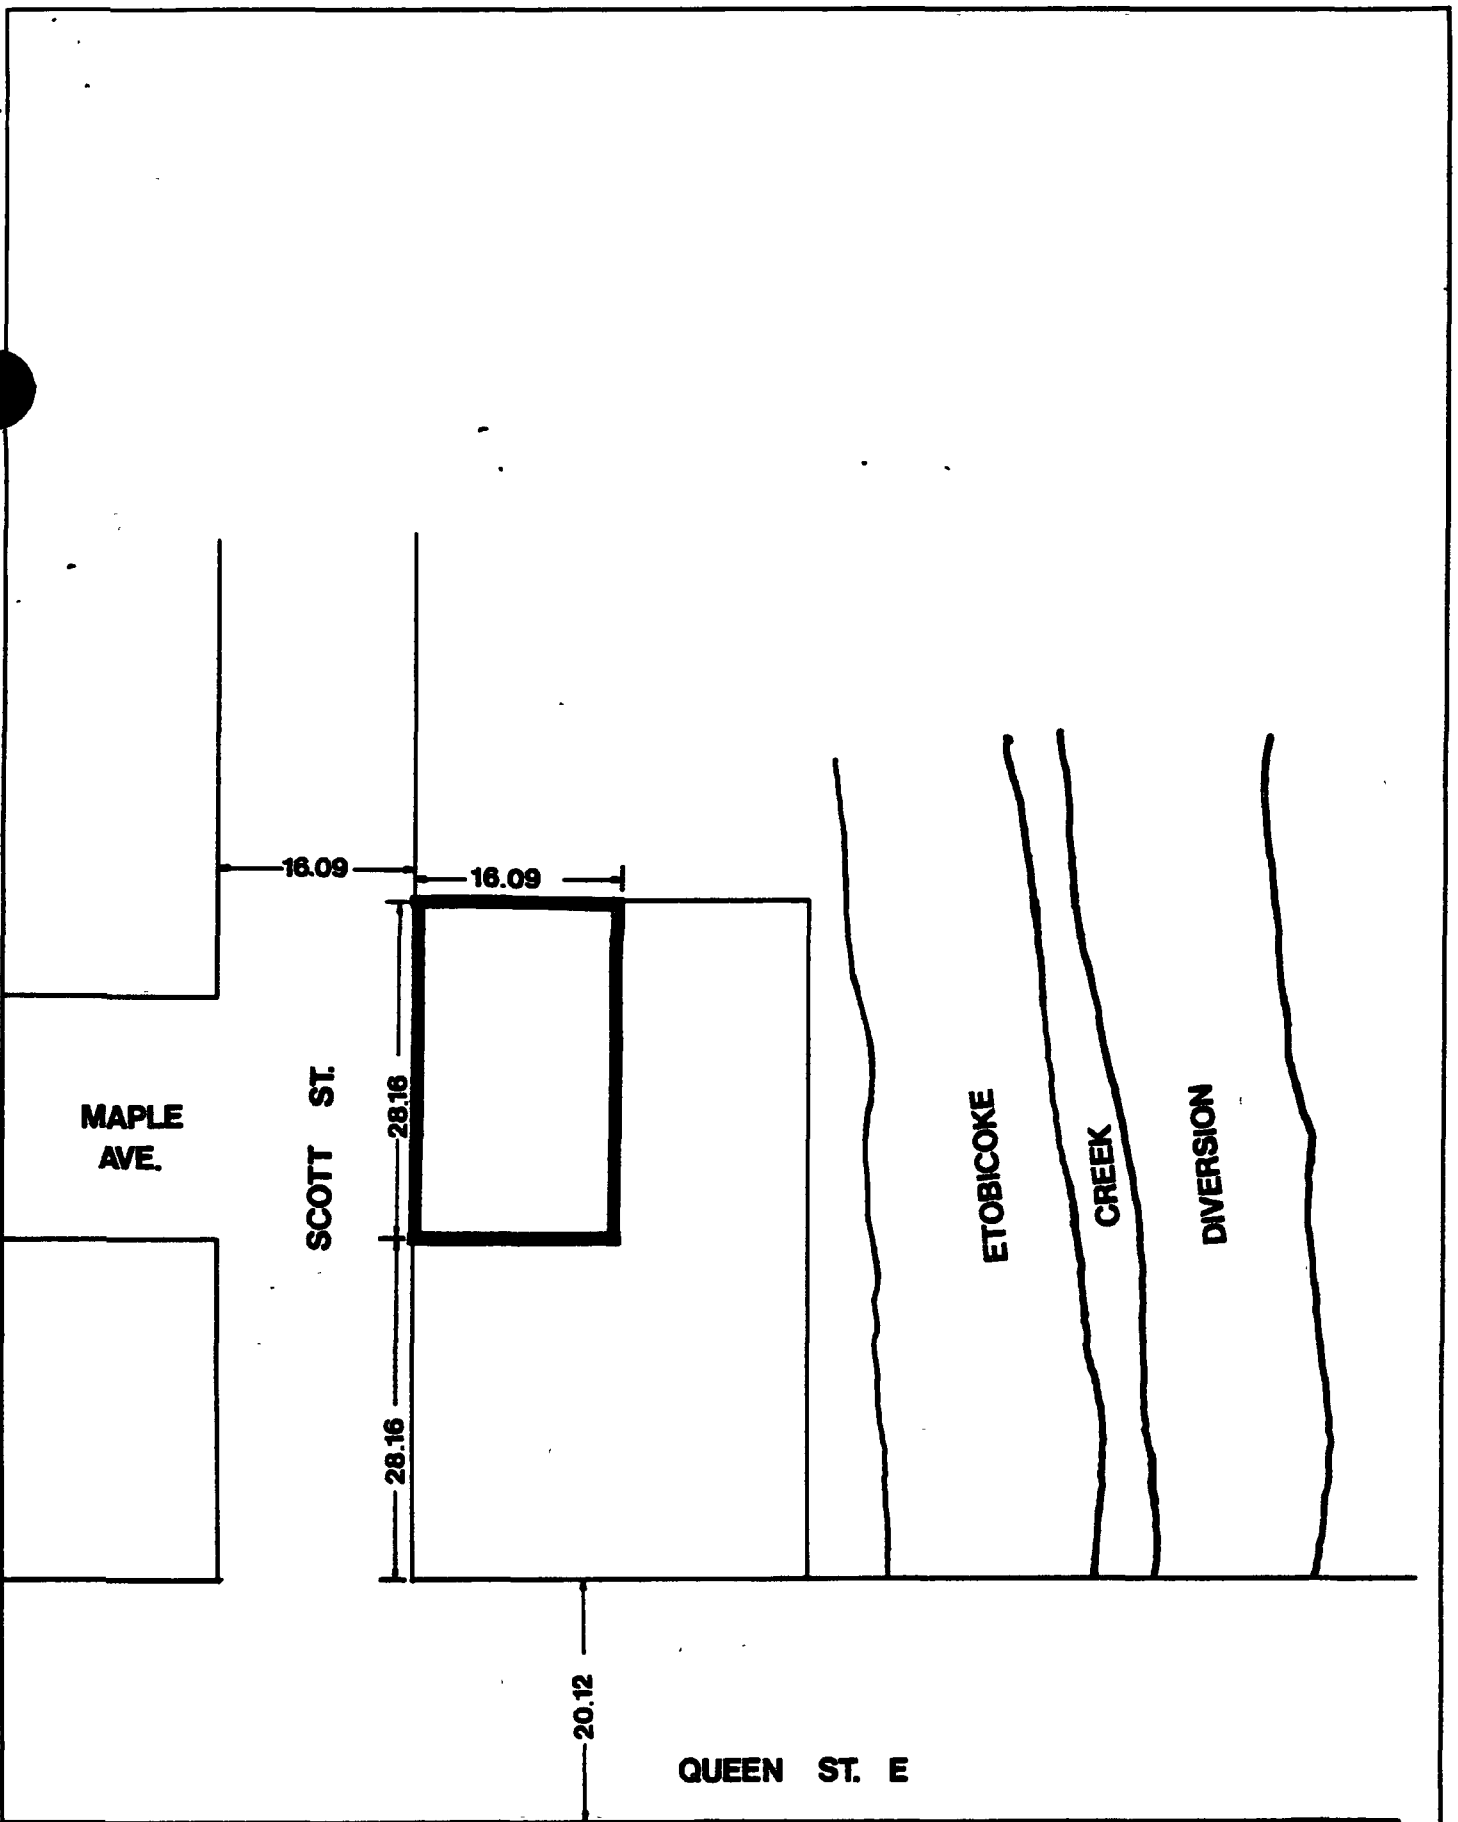 16.09
16.09
28.16
MAPLE
AVE.
SCOTT ST.
ETOBICOKE
CREEK
DIVERSION
28.16
20.12
QUEEN ST. E